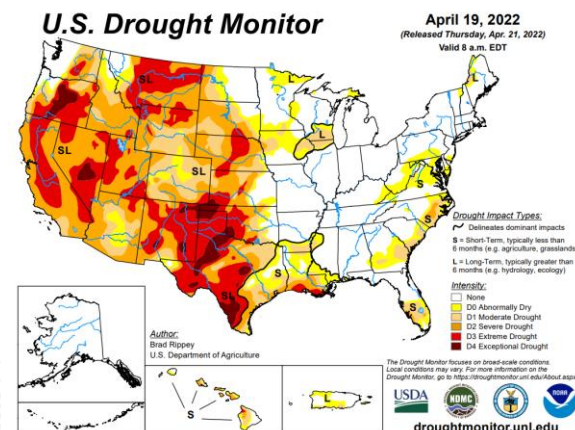 U.S. Drought Monitor
April 19, 2022
(Released Thursday, Apr. 21, 2022)
Valid 8 a.m. EDT
L
L
SL
L
SL
SL
S
S
S
SL
S
Drought Impact Types:
Delineates dominant impacts
S = Short-Term, typically less than
6 months (e.g. agriculture, grasslands
L = Long-Term, typically greater than
6 months (e.g. hydrology, ecology)
Intensity:
None
D0 Abnormally Dry
D1 Moderate Drought
D2 Severe Drought
D3 Extreme Drought
D4 Exceptional Drought
Author:
Brad Rippey
U.S. Department of Agriculture
S
L
The Drought Monitor focuses on broad-scale conditions.
Local conditions may vary. For more information on the
Drought Monitor, go to https://droughtmonitor.unl.edu/About.asp
USDA
NDMC
NOAA
droughtmonitor.unl.edu